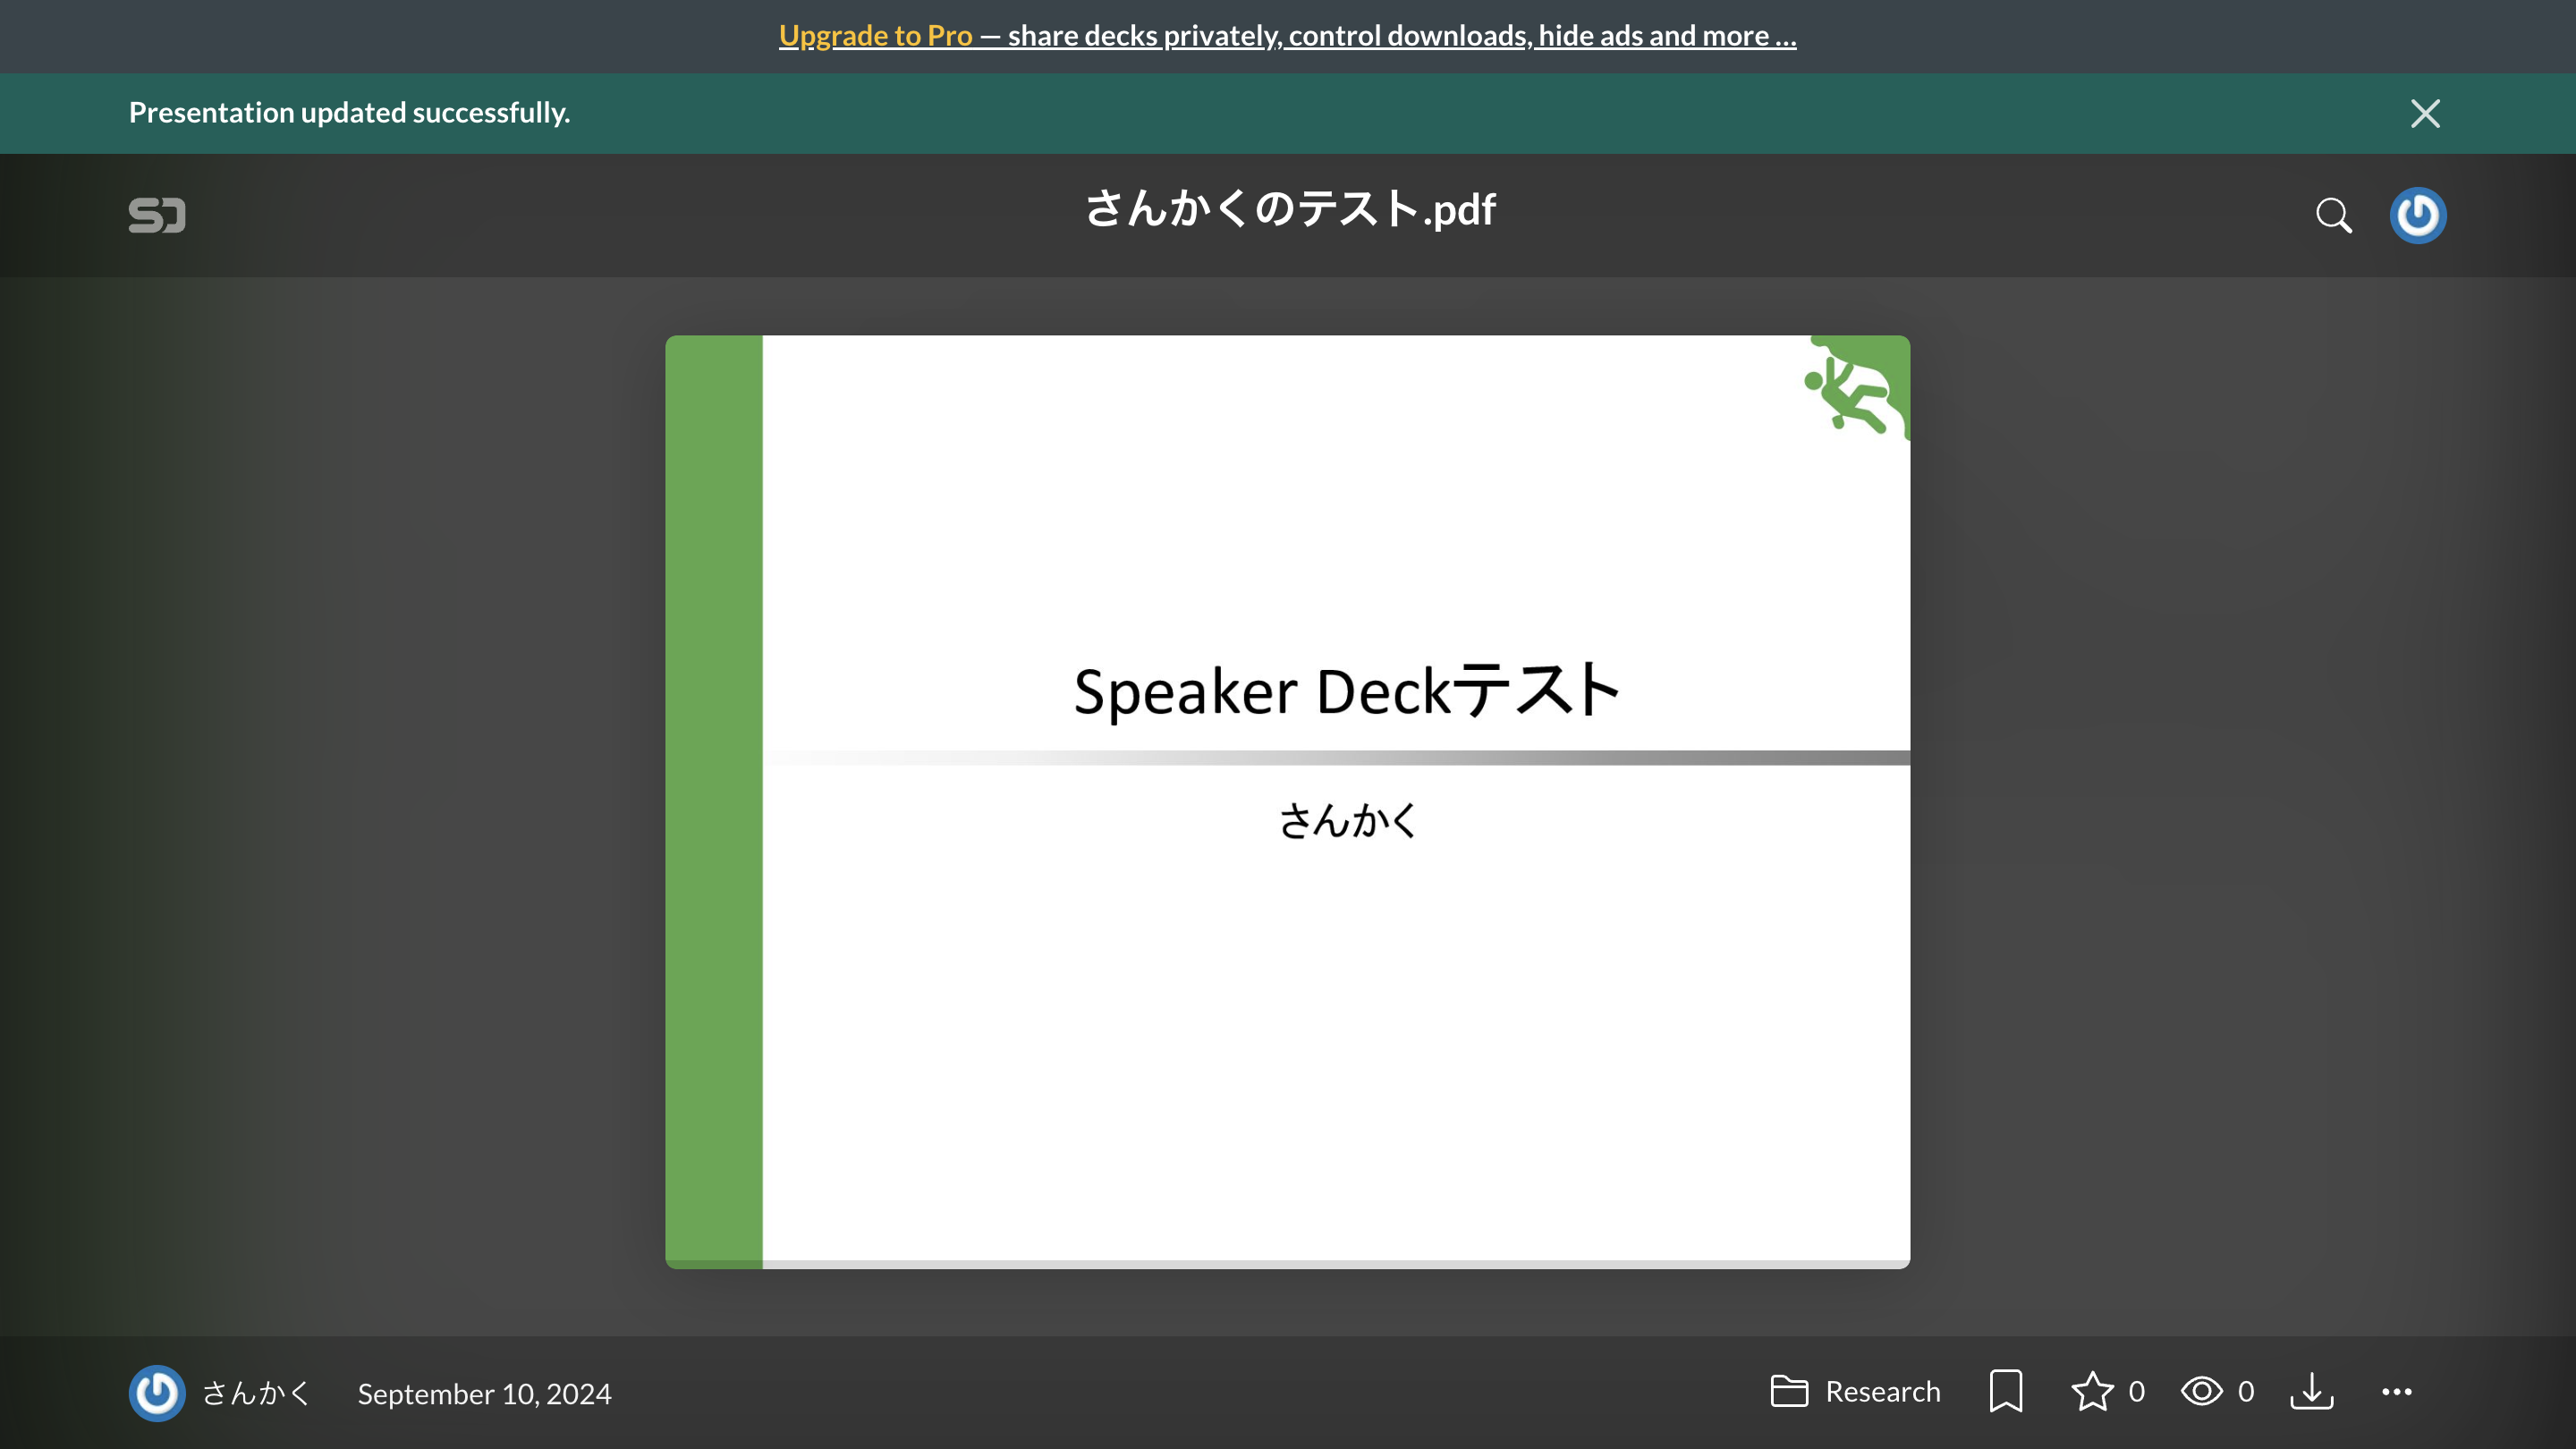 Upgrade to Pro — share decks privately, control downloads, hide ads and more …
Presentation updated successfully.
さんかくのテスト.pdf
Speaker Deckテスト
さんかく
さんかく September 10, 2024 Research 0 0